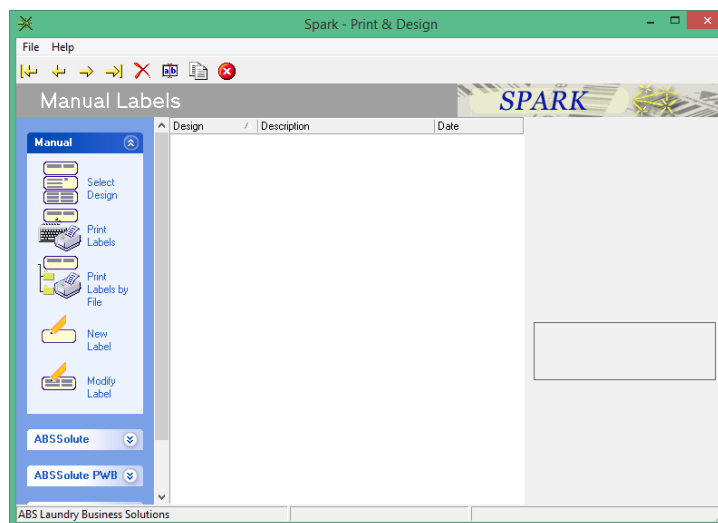 Spark - Print & Design
File Help
Manual Labels
SPARK
Manual
Design Description Date
Select
Design
Print
Labels
Print
Labels by
File
New
Label
Modify
Label
ABSSolute
ABSSolute PWB
ABS Laundry Business Solutions